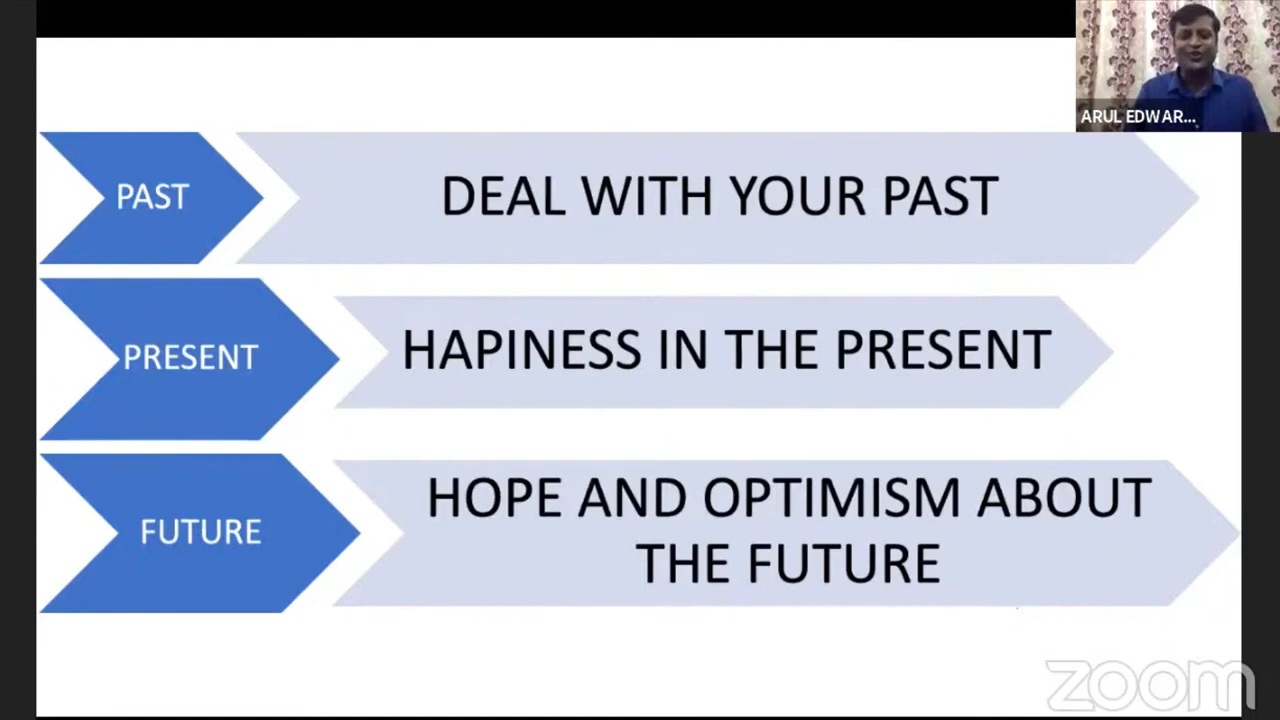 ARUL EDWAR...
PAST
DEAL WITH YOUR PAST
PRESENT
HAPINESS IN THE PRESENT
FUTURE
HOPE AND OPTIMISM ABOUT
THE FUTURE
zoom